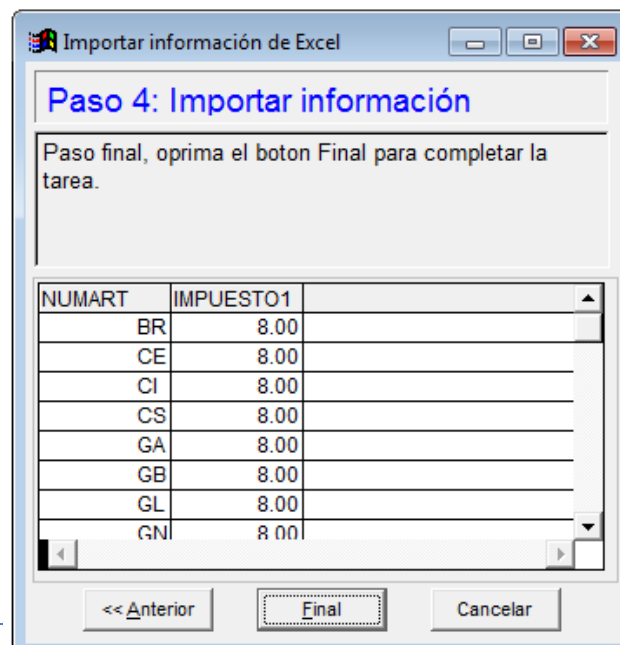 Importar información de Excel
Paso 4: Importar información
Paso final, oprima el boton Final para completar la
tarea.
NUMART IMPUESTO1
BR 8.00
CE 8.00
CI 8.00
CS 8.00
GA 8.00
GB 8.00
GL 8.00
GN 8.00
<< Anterior Final Cancelar